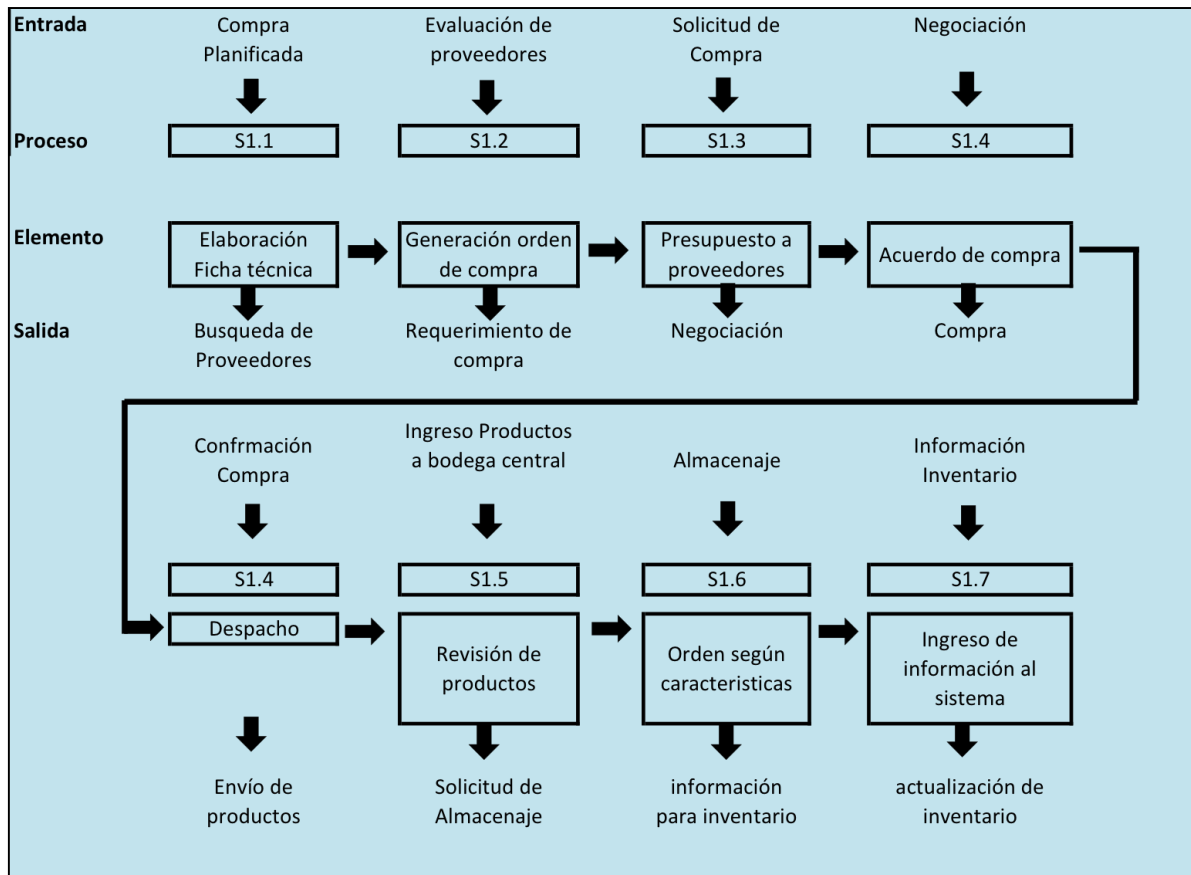 Entrada
Compra
Planificada
Evaluación de
proveedores
Solicitud de
Compra
Negociación
Proceso
S1.1
S1.2
S1.3
S1.4
Elemento
Elaboración
Ficha técnica
Generación orden
de compra
Presupuesto a
proveedores
Acuerdo de compra
Salida
Busqueda de
Proveedores
Requerimiento de
compra
Negociación
Compra
Confrmación
Compra
Ingreso Productos
a bodega central
Almacenaje
Información
Inventario
S1.4
S1.5
S1.6
S1.7
Despacho
Revisión de
productos
Orden según
caracteristicas
Ingreso de
información al
sistema
Envío de
productos
Solicitud de
Almacenaje
información
para inventario
actualización de
inventario